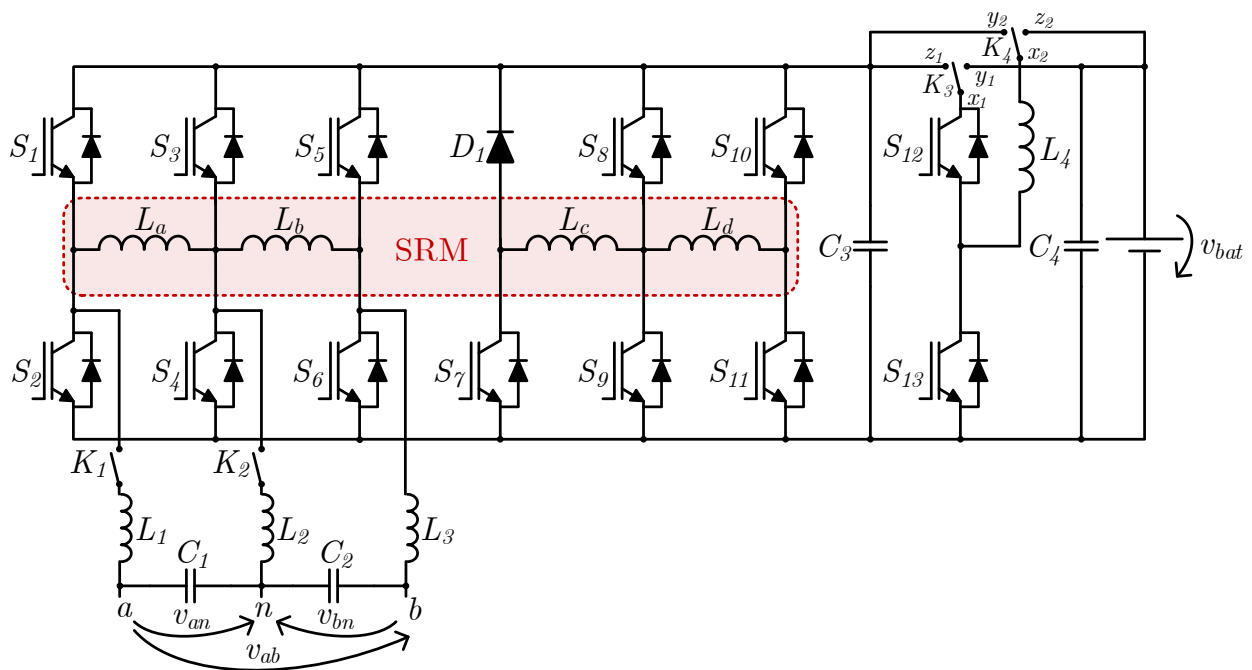 y2 z2
K4 x2
z1 y1
K3 x1
S1 S3 S5 D1 S8 S10 S12 L4
La Lb Lc Ld
SRM
C3 C4 vbat
S2 S4 S6 S7 S9 S11 S13
K1 K2
L1 L2 L3
C1 C2
a n b
van vbn
vab